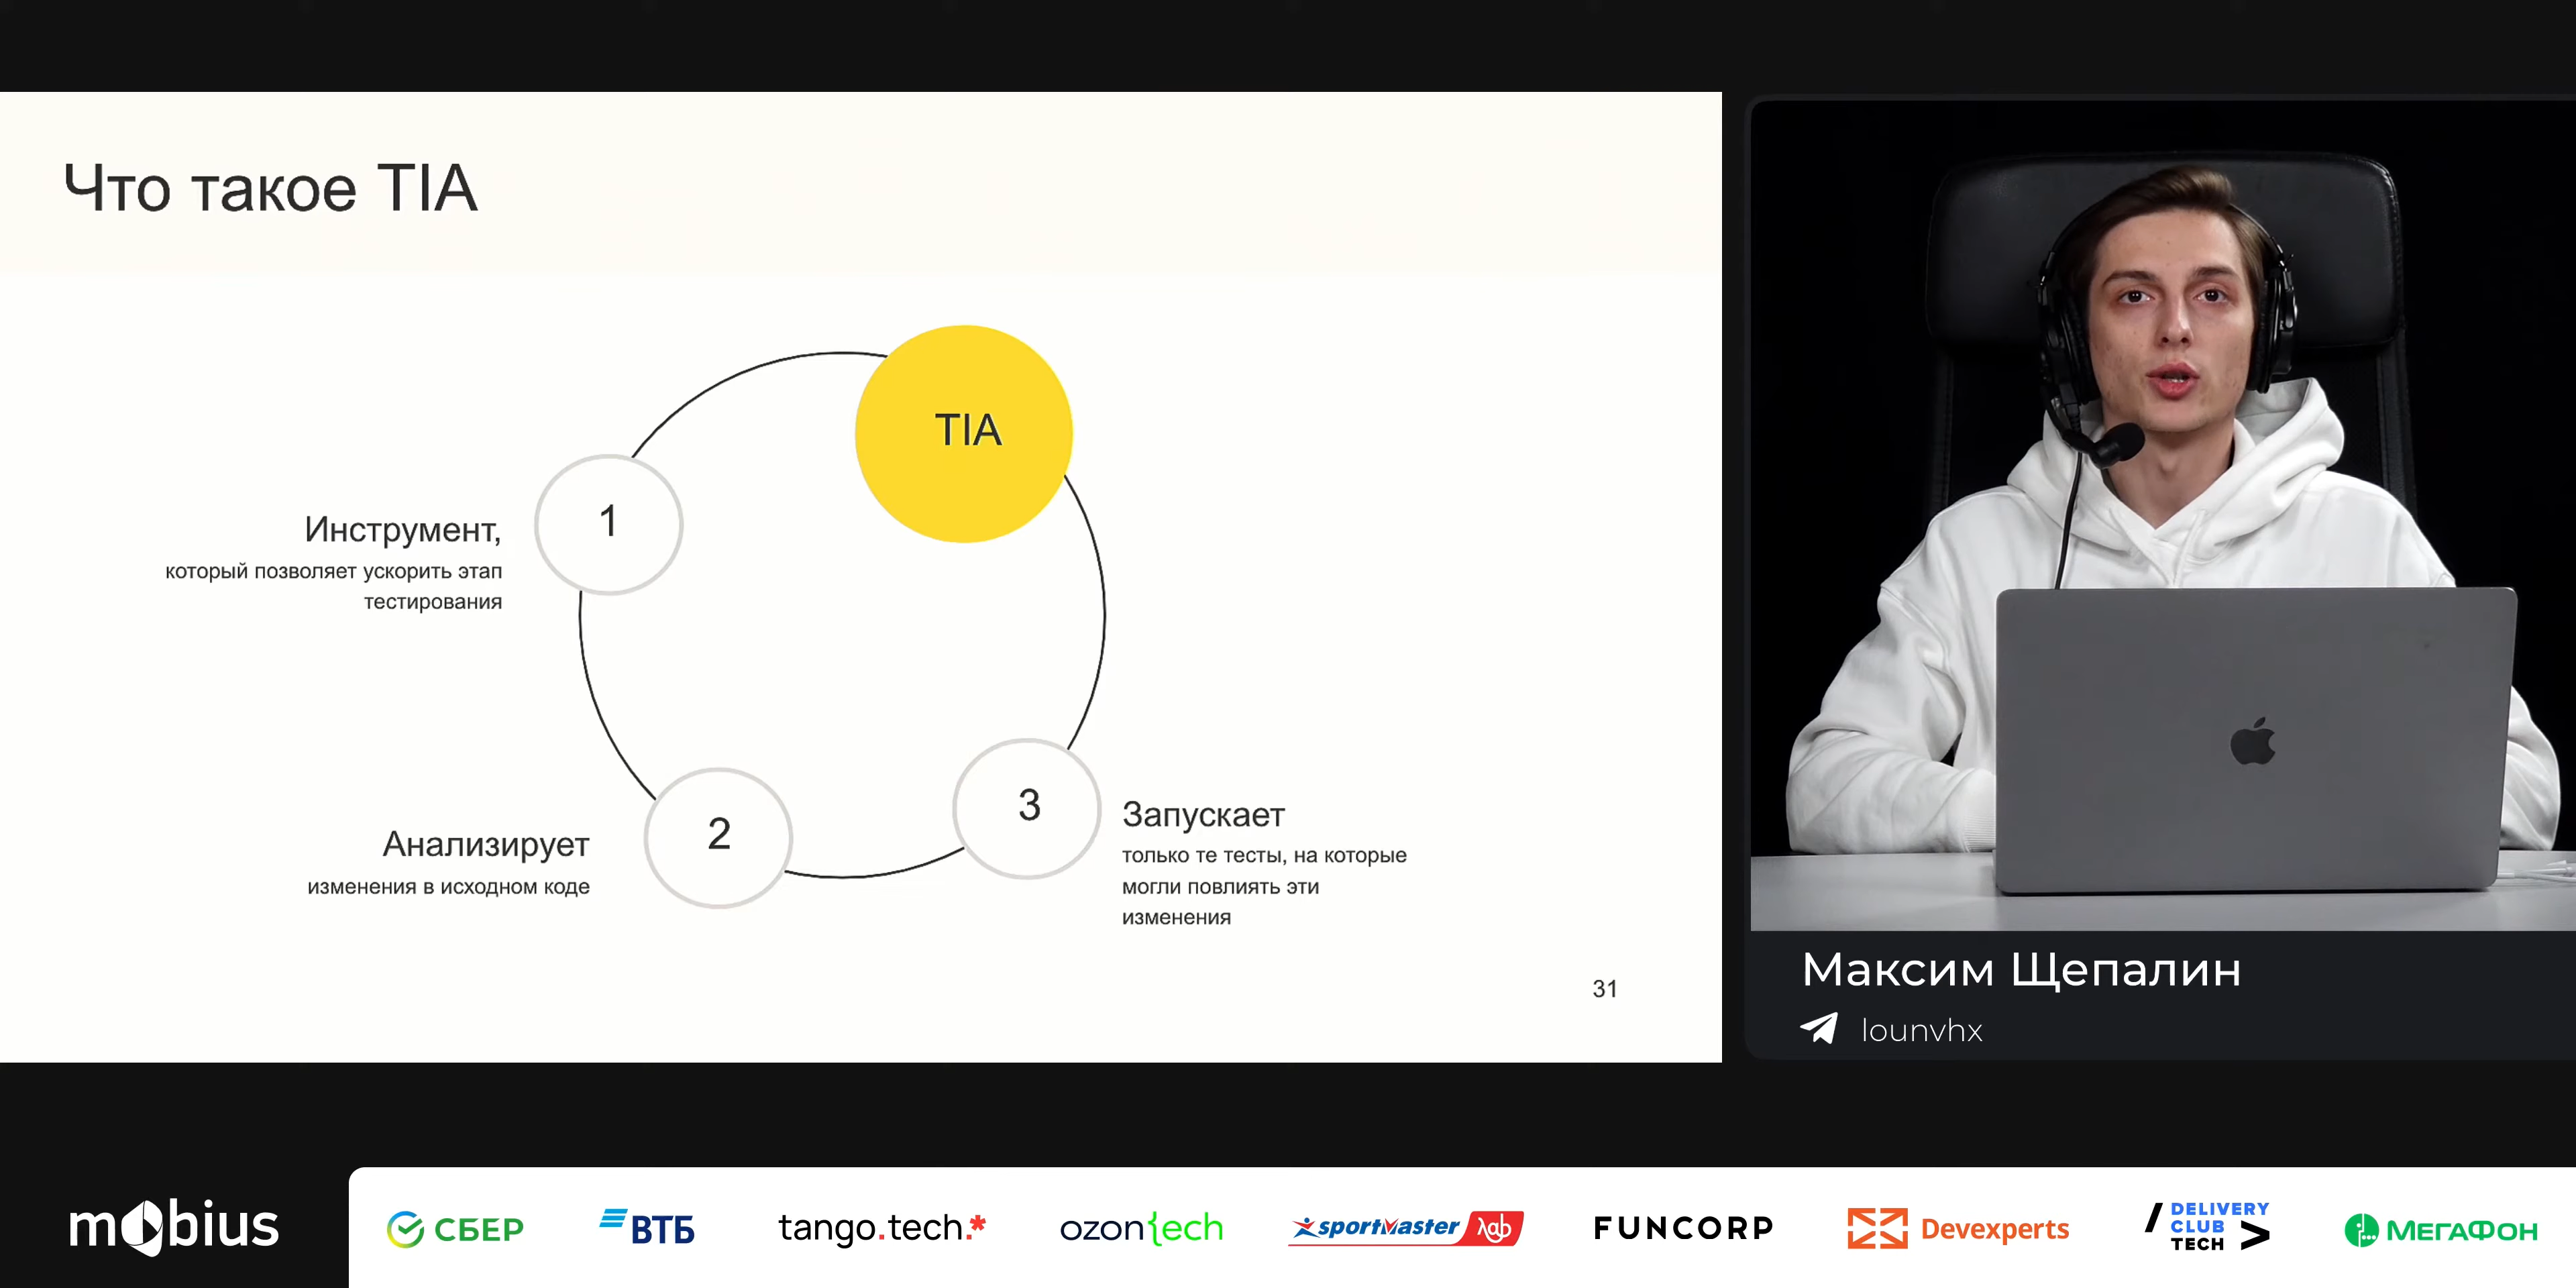 Что такое TIA
TIA
1
Инструмент,
который позволяет ускорить этап
тестирования
2
Анализирует
изменения в исходном коде
3
Запускает
только те тесты, на которые
могли повлиять эти
изменения
31
Максим Щепалин
lounvhx
mobius
СБЕР
ВТБ
tango.tech.*
ozon{ech
sportmaster lab
FUNCORP
Devexperts
/ DELIVERY
CLUB
TECH >
МЕГАФОН